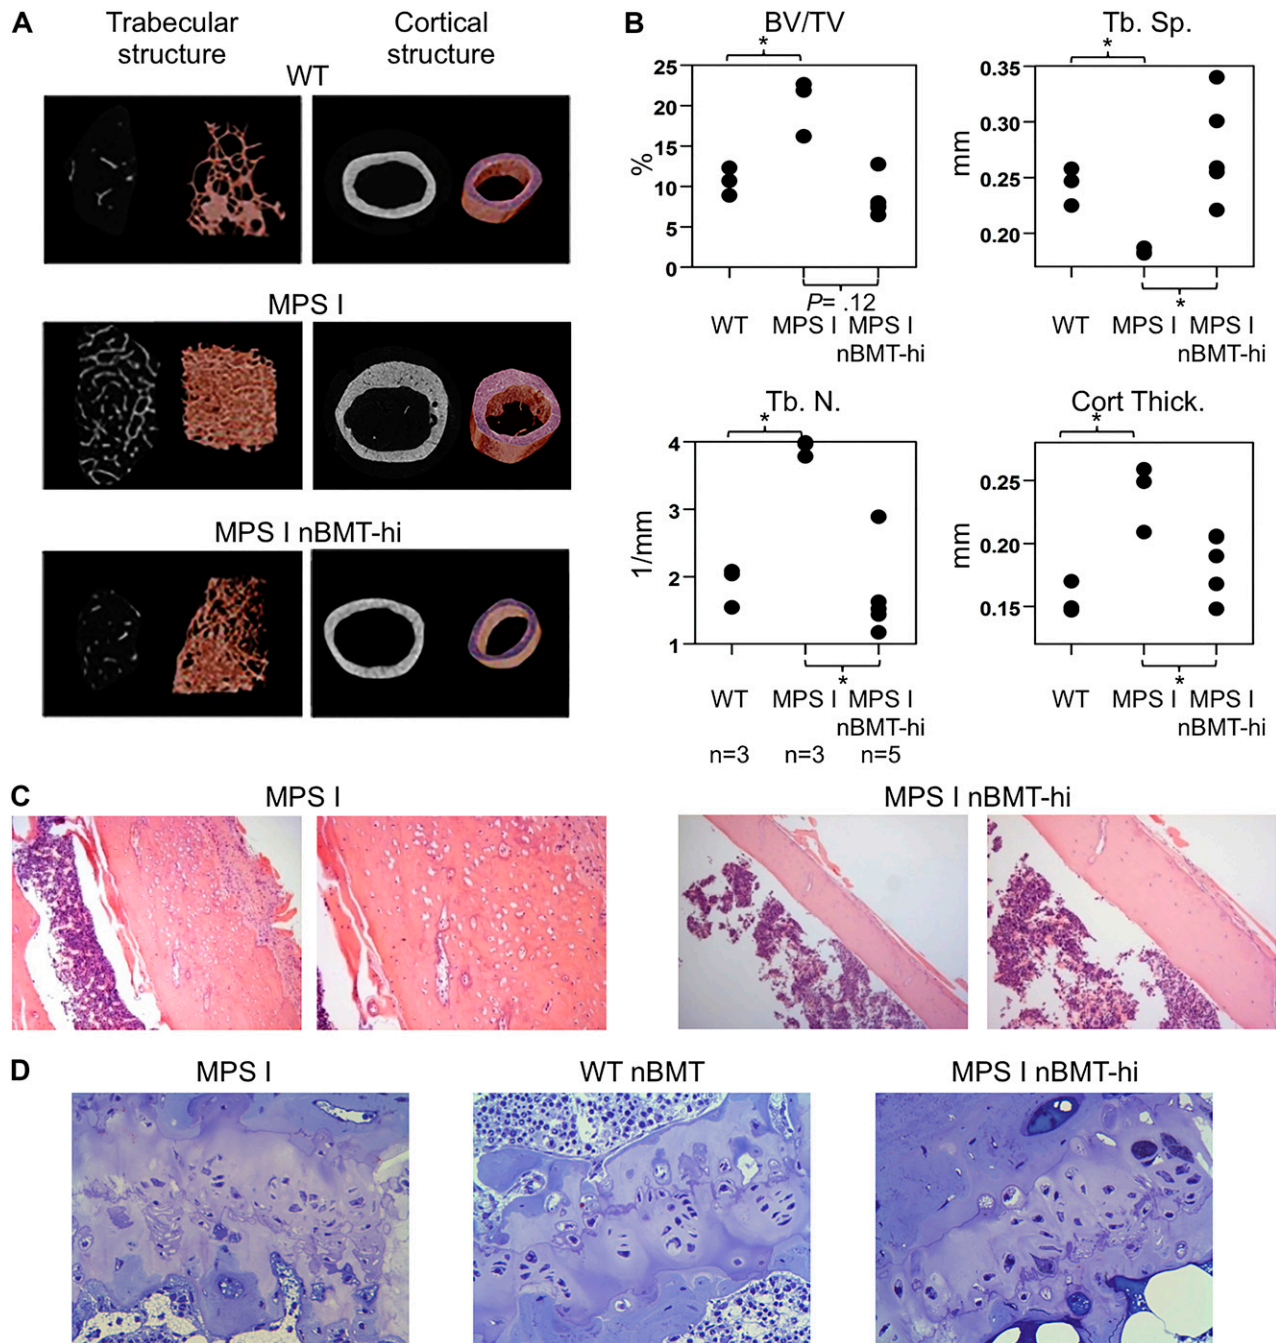 A
Trabecular structure
Cortical structure
WT
MPS I
MPS I nBMT-hi
B
BV/TV
*
25
20
15
10
5
0
%
P= .12
WT
MPS I
MPS I
nBMT-hi
Tb. Sp.
*
0.35
0.30
0.25
0.20
mm
*
WT
MPS I
MPS I
nBMT-hi
Tb. N.
*
4
3
2
1
1/mm
*
WT
MPS I
MPS I
nBMT-hi
n=3
n=3
n=5
Cort Thick.
*
0.25
0.20
0.15
mm
*
WT
MPS I
MPS I
nBMT-hi
C
MPS I
MPS I nBMT-hi
D
MPS I
WT nBMT
MPS I nBMT-hi